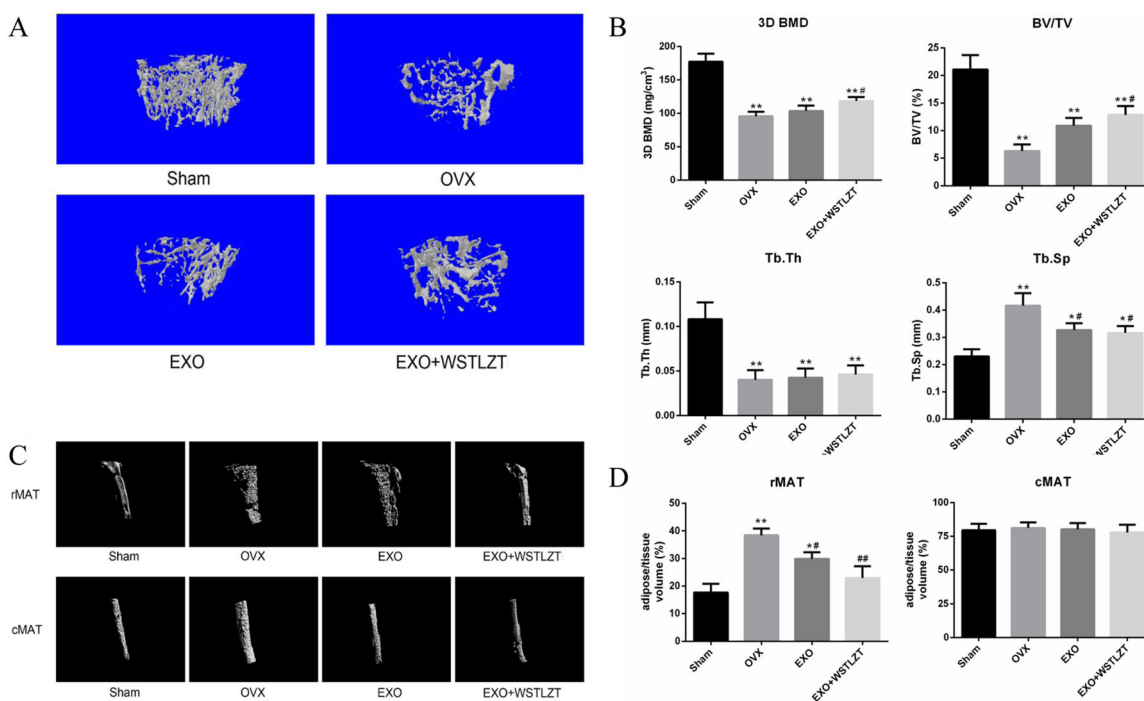 A
Sham
OVX
EXO
EXO+WSTLZT
B
3D BMD
3D BMD (mg/cm³)
200
150
100
50
0
**
**
**#
Sham
OVX
EXO
EXO+WSTLZT
BV/TV
BV/TV (%)
25
20
15
10
5
0
**
**
**#
Sham
OVX
EXO
EXO+WSTLZT
Tb.Th
Tb.Th (mm)
0.15
0.10
0.05
0.00
**
**
**
Sham
OVX
EXO
+WSTLZT
Tb.Sp
Tb.Sp (mm)
0.5
0.4
0.3
0.2
0.1
0.0
**
*#
*#
Sham
OVX
EXO
+WSTLZT
C
rMAT
Sham
OVX
EXO
EXO+WSTLZT
cMAT
Sham
OVX
EXO
EXO+WSTLZT
D
rMAT
adipose/tissue
volume (%)
50
40
30
20
10
0
**
*#
##
Sham
OVX
EXO
EXO+WSTLZT
cMAT
adipose/tissue
volume (%)
100
75
50
25
0
Sham
OVX
EXO
EXO+WSTLZT